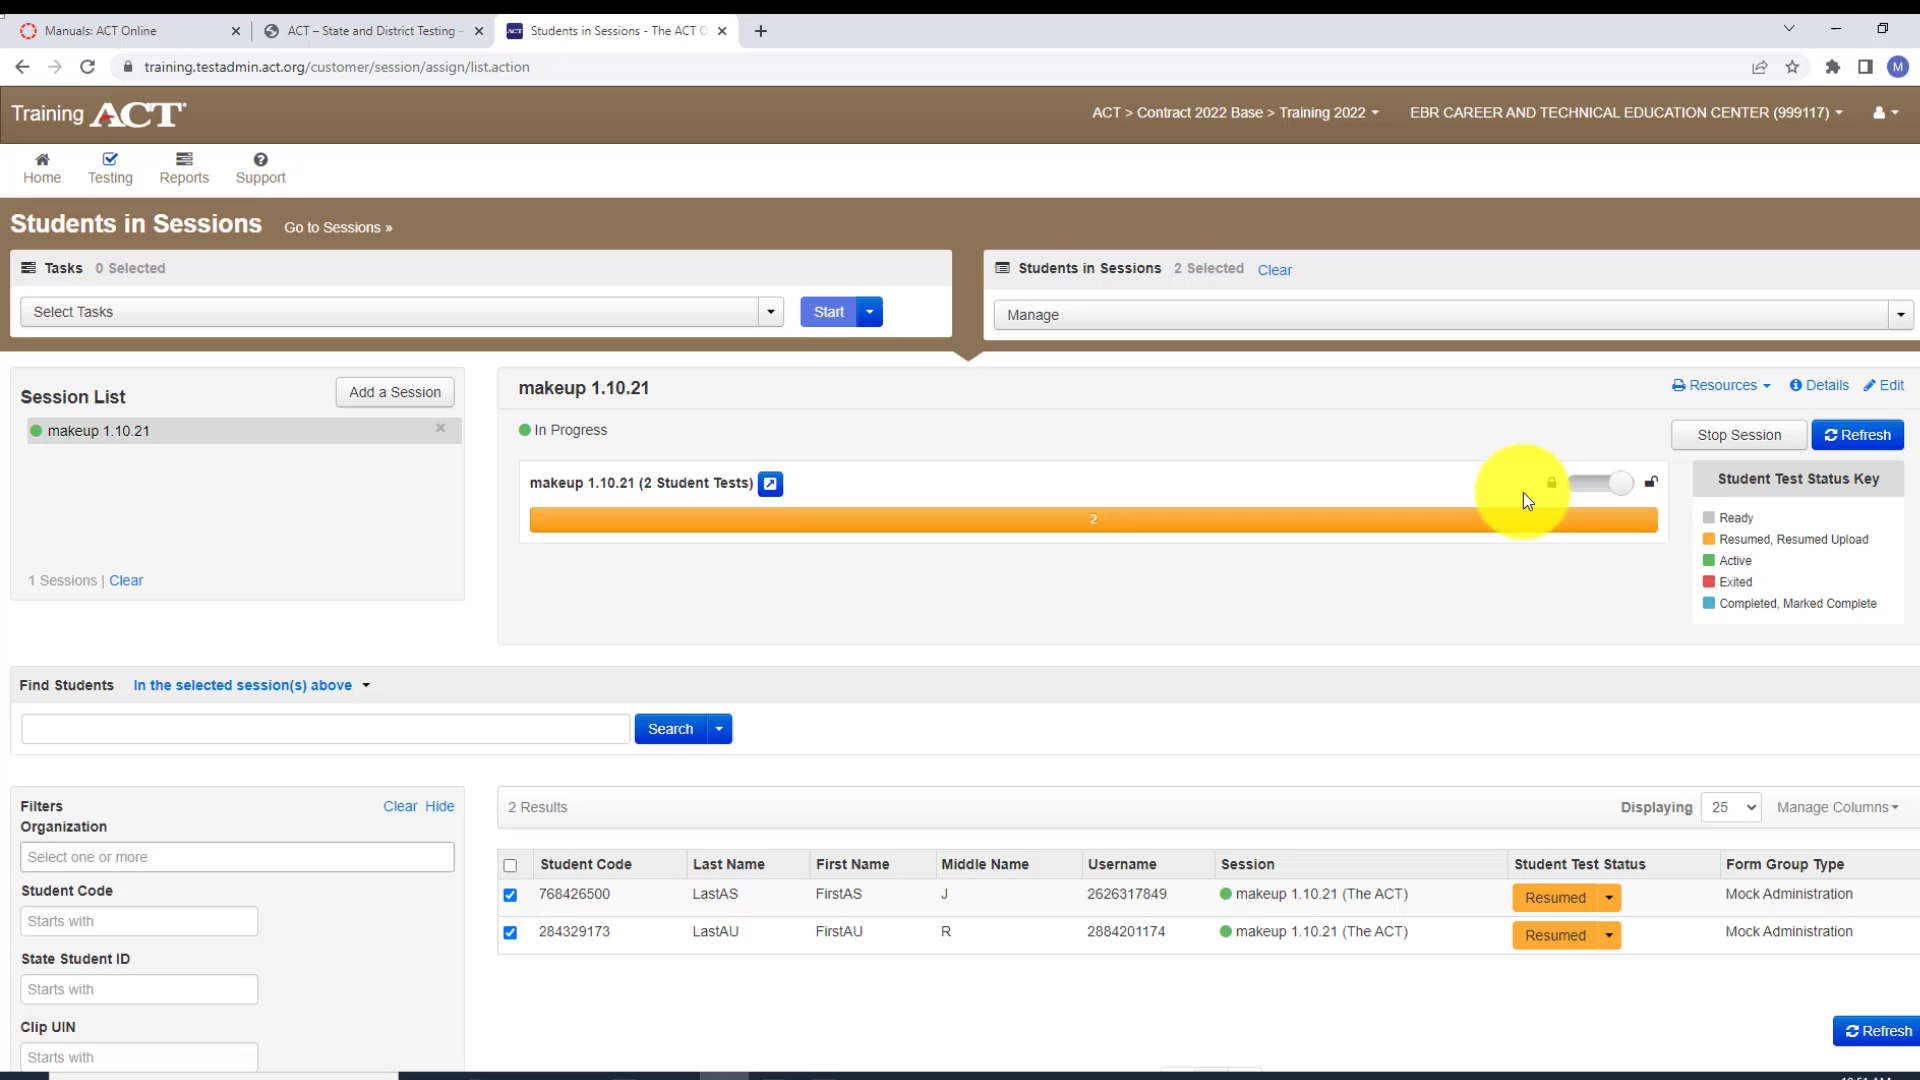 Manuals: ACT Online
ACT – State and District Testing -
Students in Sessions - The ACT O
training.testadmin.act.org/customer/session/assign/list.action
M
Training ACT
ACT > Contract 2022 Base > Training 2022
EBR CAREER AND TECHNICAL EDUCATION CENTER (999117)
Home
Testing
Reports
Support
Students in Sessions Go to Sessions »
Tasks 0 Selected
Students in Sessions 2 Selected Clear
Select Tasks
Start
Manage
Session List
Add a Session
makeup 1.10.21
1 Sessions | Clear
makeup 1.10.21
Resources
Details
Edit
In Progress
Stop Session
Refresh
makeup 1.10.21 (2 Student Tests)
2
Student Test Status Key
Ready
Resumed, Resumed Upload
Active
Exited
Completed, Marked Complete
Find Students In the selected session(s) above
Search
Filters Clear Hide
Organization
Select one or more
Student Code
Starts with
State Student ID
Starts with
Clip UIN
Starts with
2 Results
Displaying 25 Manage Columns
Student Code Last Name First Name Middle Name Username Session Student Test Status Form Group Type
768426500 LastAS FirstAS J 2626317849 makeup 1.10.21 (The ACT) Resumed Mock Administration
284329173 LastAU FirstAU R 2884201174 makeup 1.10.21 (The ACT) Resumed Mock Administration
Refresh